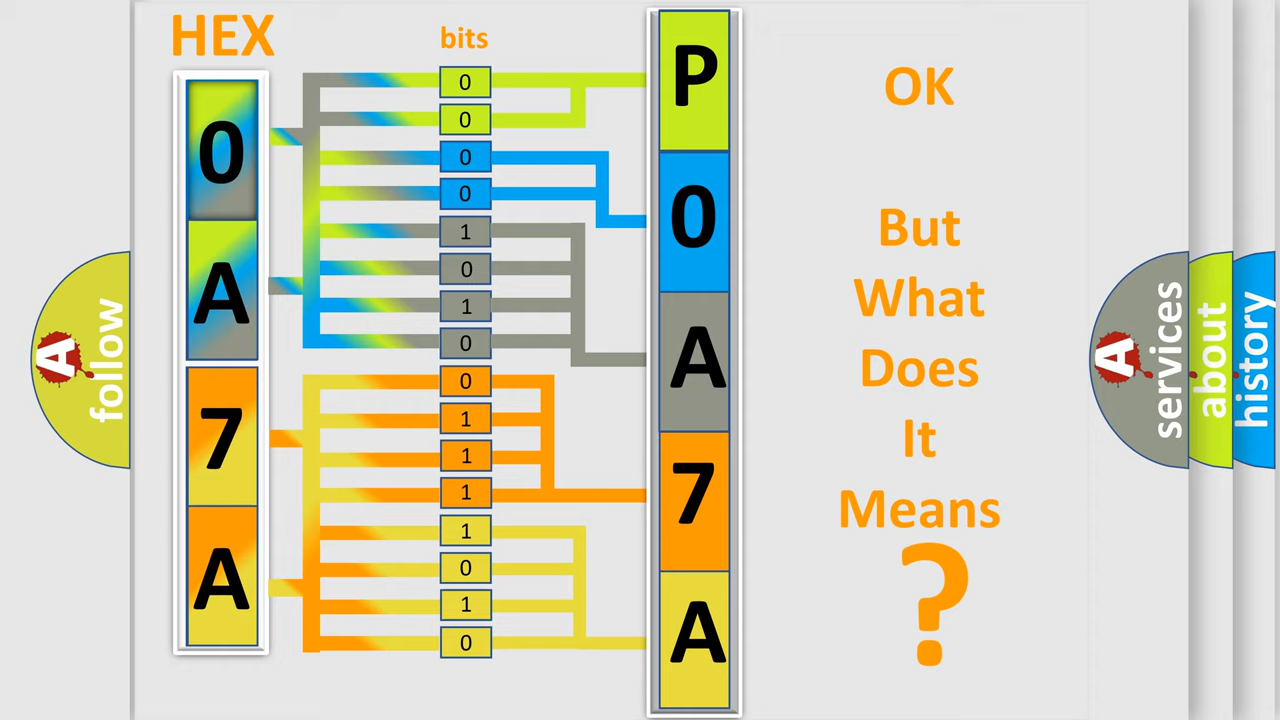 HEX
bits
0
A
7
A
0
0
0
0
1
0
1
0
0
1
1
1
1
0
1
0
P
0
A
7
A
OK
But
What
Does
It
Means
?
A
follow
A
services
about
history